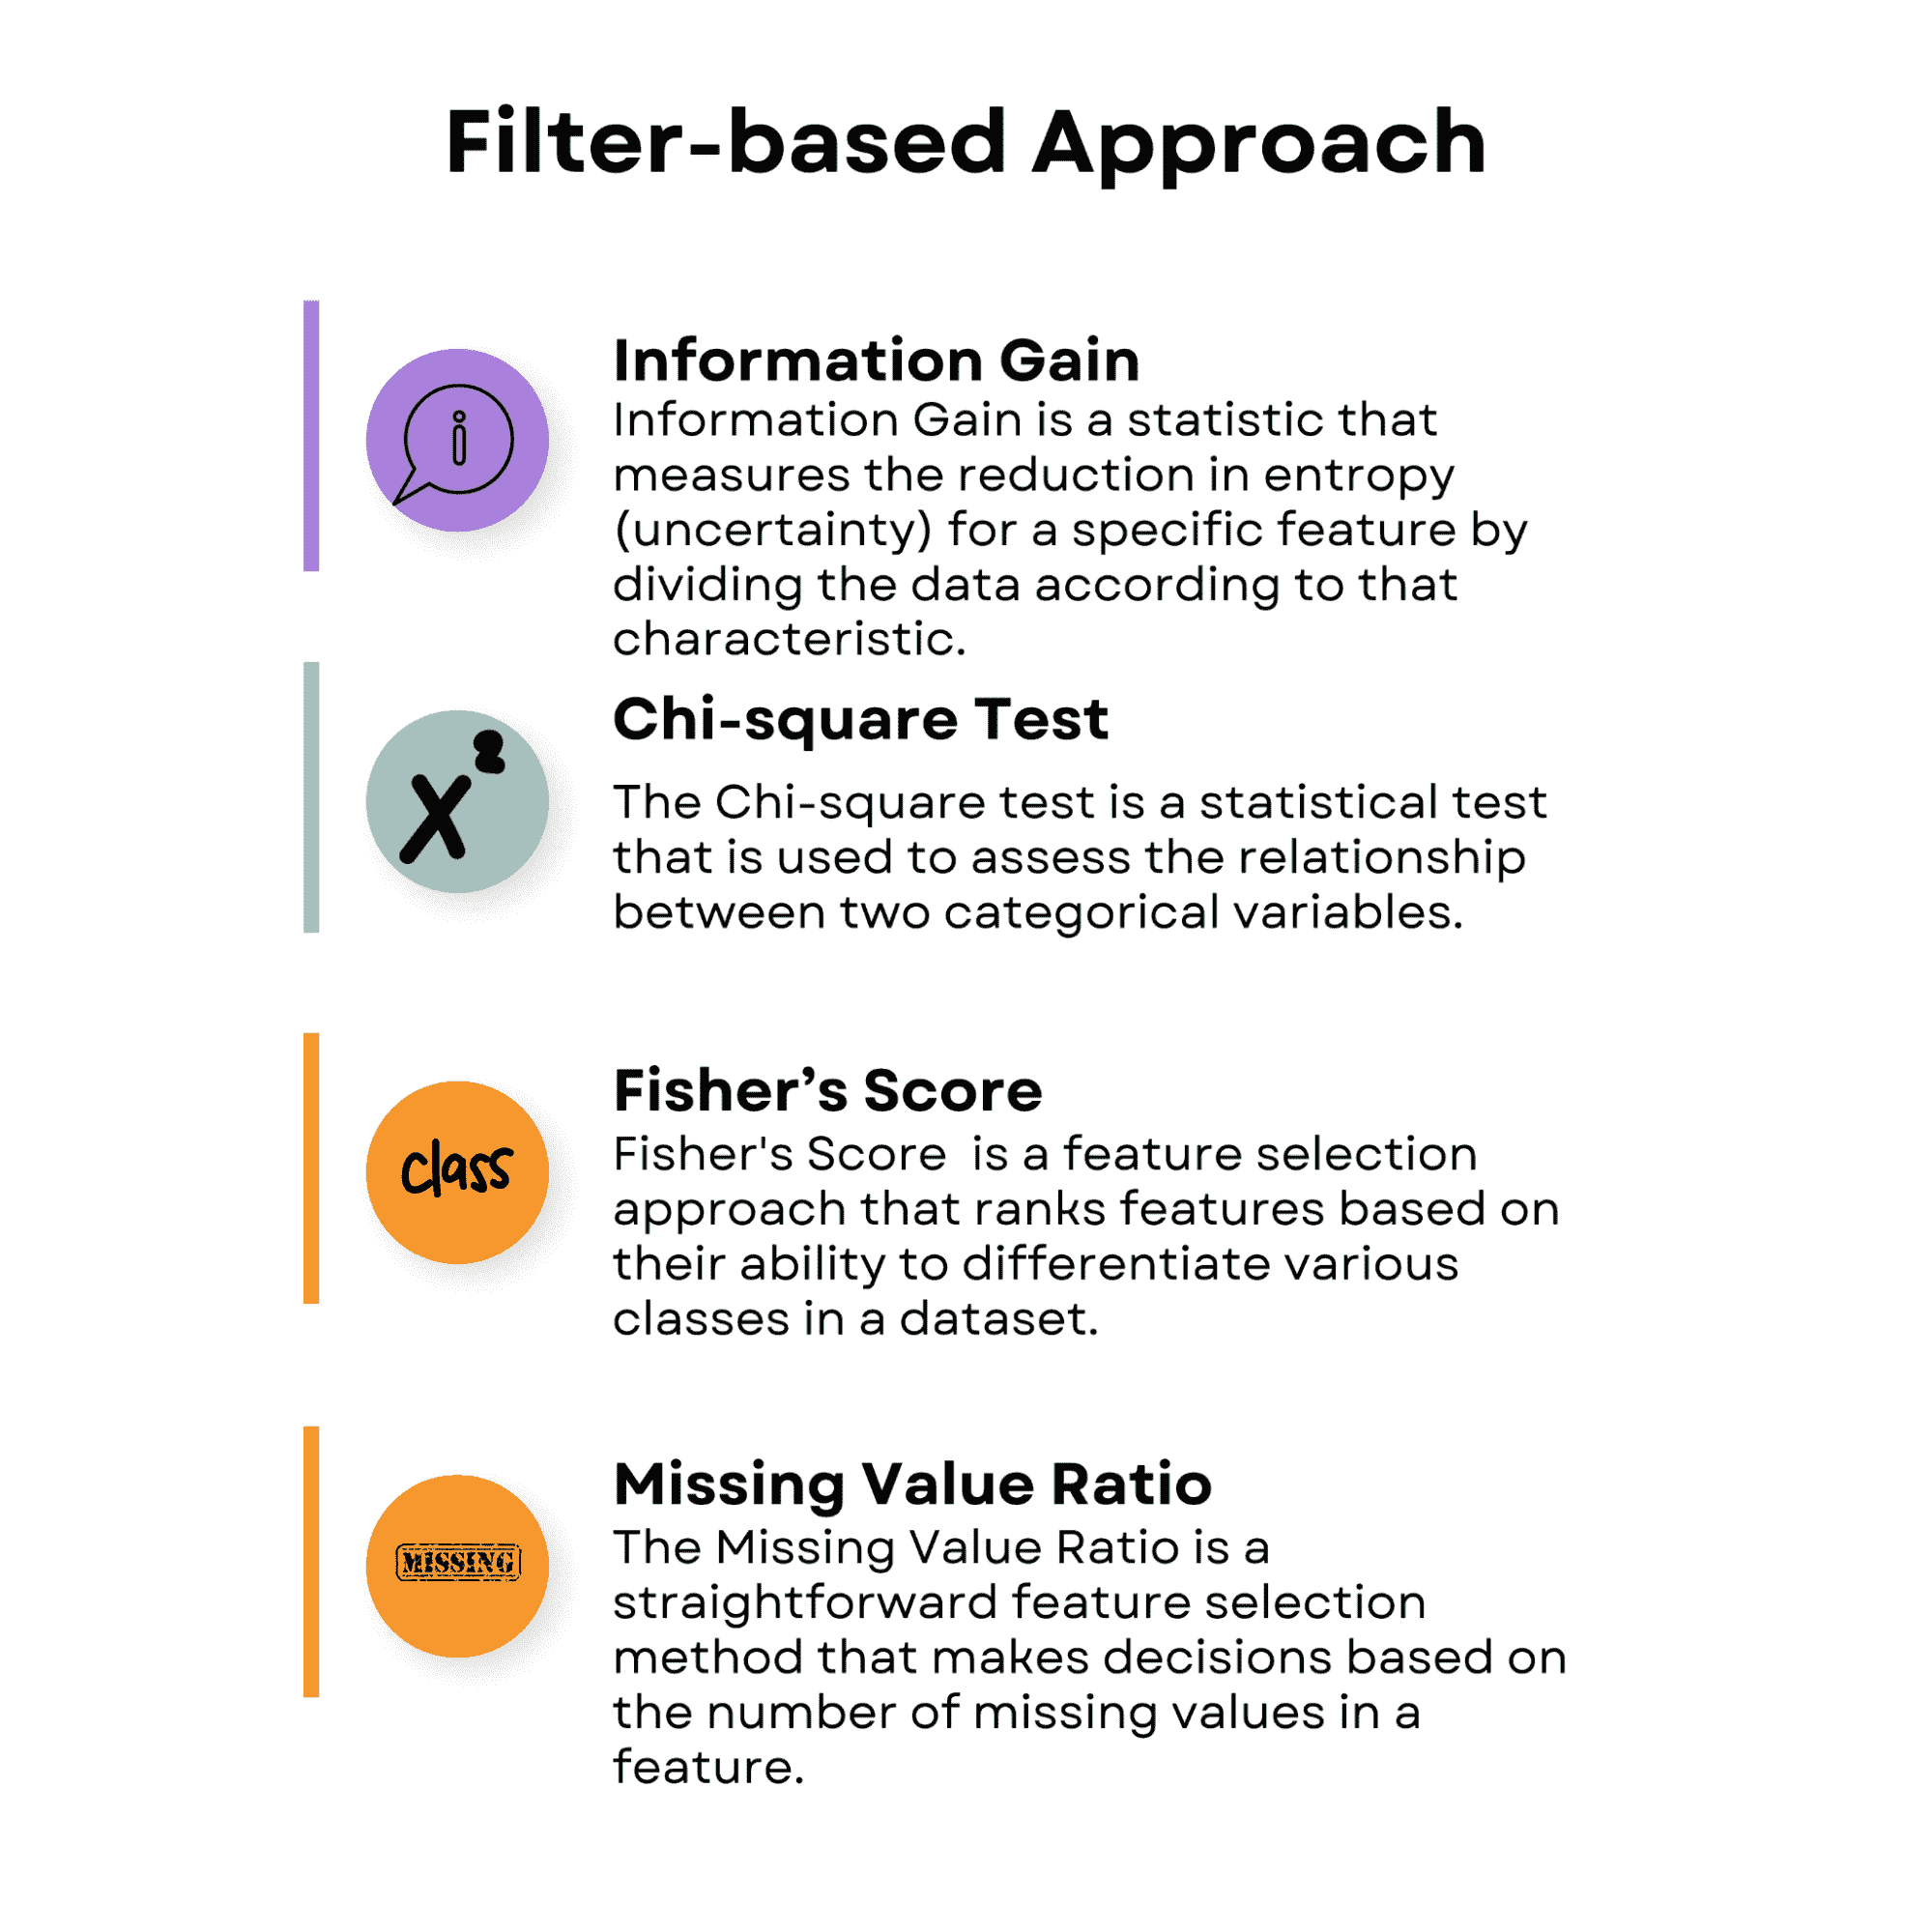 Filter-based Approach
i
Information Gain
Information Gain is a statistic that
measures the reduction in entropy
(uncertainty) for a specific feature by
dividing the data according to that
characteristic.
X²
Chi-square Test
The Chi-square test is a statistical test
that is used to assess the relationship
between two categorical variables.
class
Fisher’s Score
Fisher's Score  is a feature selection
approach that ranks features based on
their ability to differentiate various
classes in a dataset.
MISSING
Missing Value Ratio
The Missing Value Ratio is a
straightforward feature selection
method that makes decisions based on
the number of missing values in a
feature.